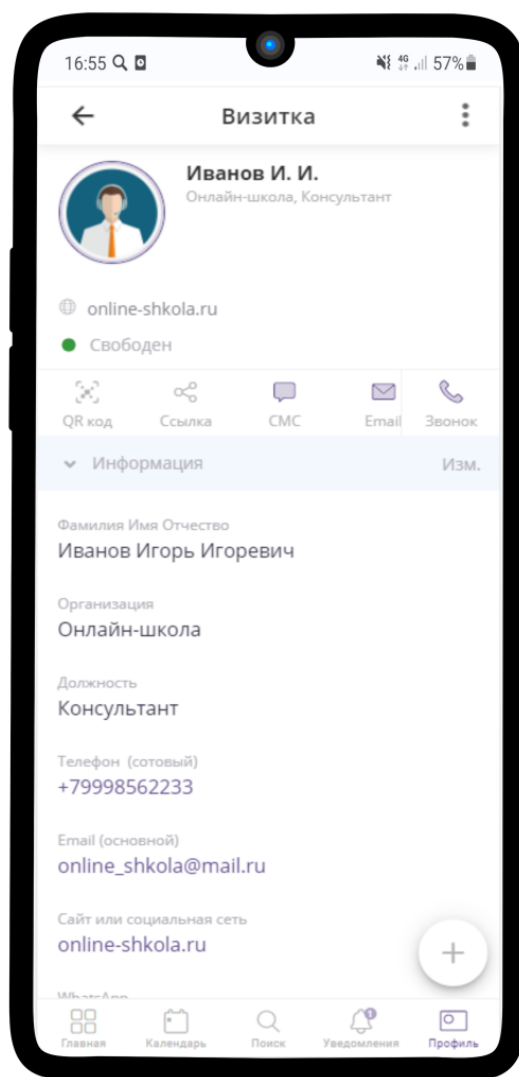 16:55
4G 57%
Визитка
Иванов И. И.
Онлайн-школа, Консультант
online-shkola.ru
Свободен
QR код Ссылка СМС Email Звонок
Информация Изм.
Фамилия Имя Отчество
Иванов Игорь Игоревич
Организация
Онлайн-школа
Должность
Консультант
Телефон (сотовый)
+79998562233
Email (основной)
online_shkola@mail.ru
Сайт или социальная сеть
online-shkola.ru
WhatsApp
Главная Календарь Поиск Уведомления Профиль